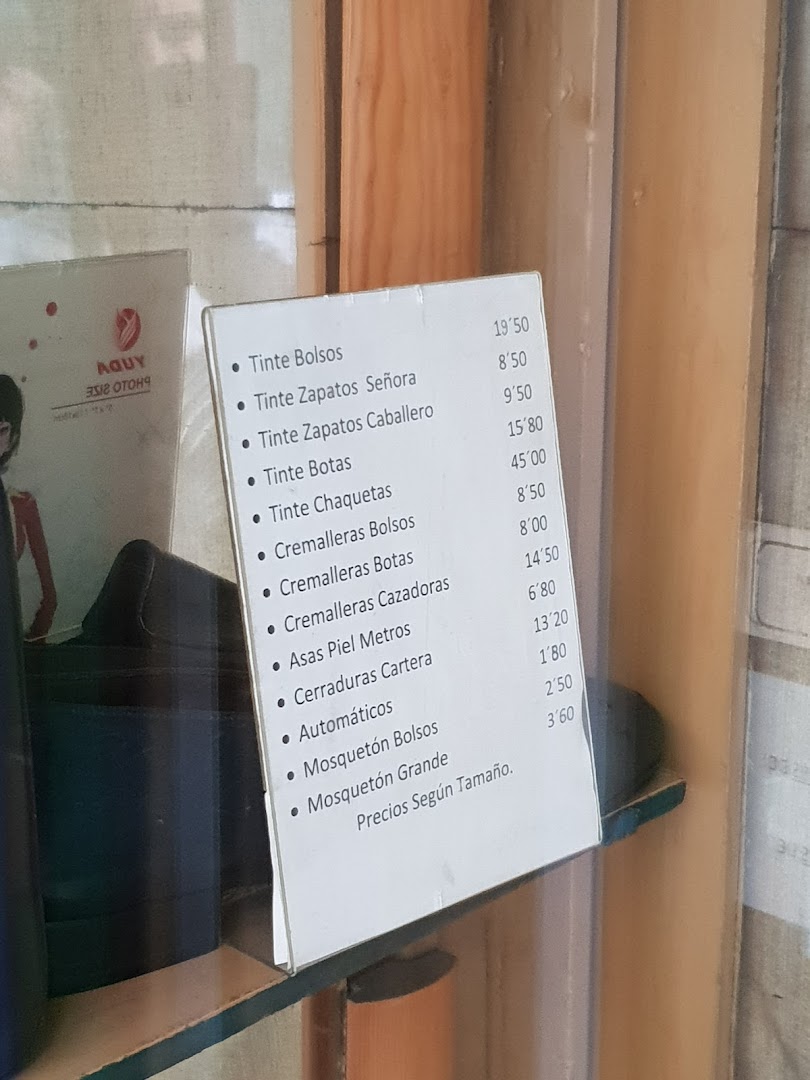 • Tinte Bolsos 19´50
• Tinte Zapatos Señora 8´50
• Tinte Zapatos Caballero 9´50
• Tinte Botas 15´80
• Tinte Chaquetas 45´00
• Cremalleras Bolsos 8´50
• Cremalleras Botas 8´00
• Cremalleras Cazadoras 14´50
• Asas Piel Metros 6´80
• Cerraduras Cartera 13´20
• Automáticos 1´80
• Mosquetón Bolsos 2´50
• Mosquetón Grande 3´60
Precios Según Tamaño.
YUDA
PHOTO SIZE